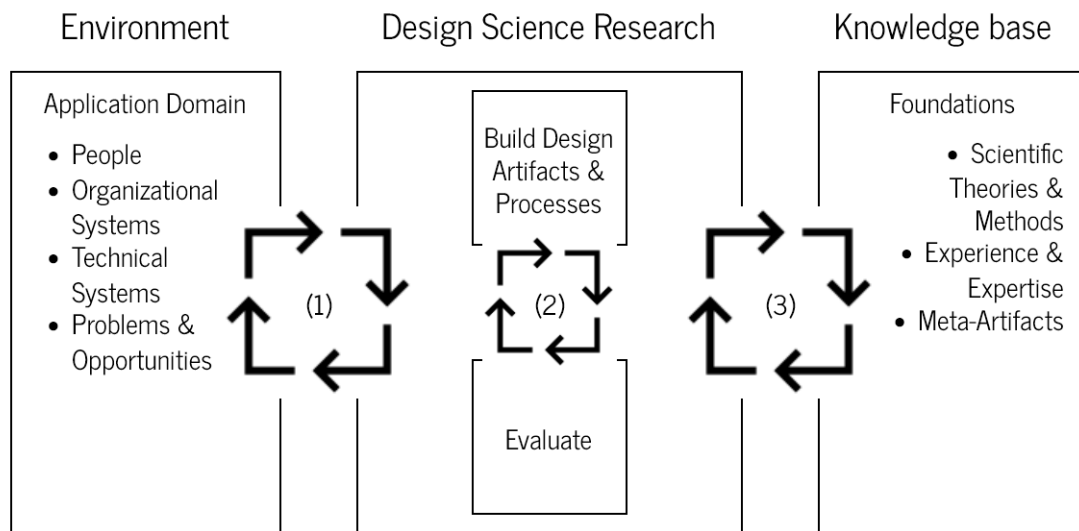 Environment
Design Science Research
Knowledge base
Application Domain
• People
• Organizational
Systems
• Technical
Systems
• Problems &
Opportunities
(1)
Build Design
Artifacts &
Processes
(2)
Evaluate
(3)
Foundations
• Scientific
Theories &
Methods
• Experience &
Expertise
• Meta-Artifacts